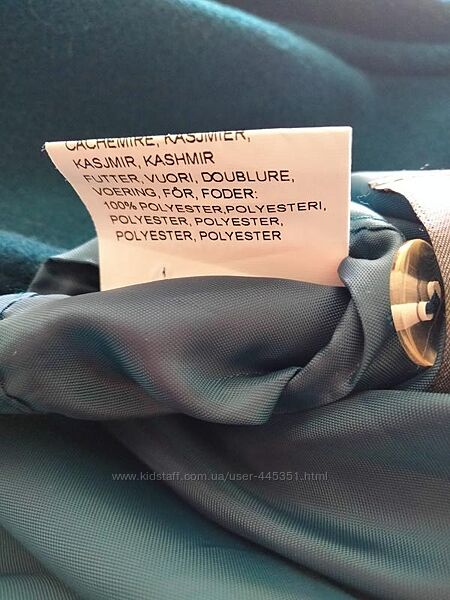 CACHEMIRE, KASJMIER,
KASJMIR, KASHMIR
FUTTER, VUORI, DOUBLURE,
VOERING, FÔR, FODER:
100% POLYESTER,POLYESTERI,
POLYESTER, POLYESTER,
POLYESTER, POLYESTER
www.kidstaff.com.ua/user-445351.html